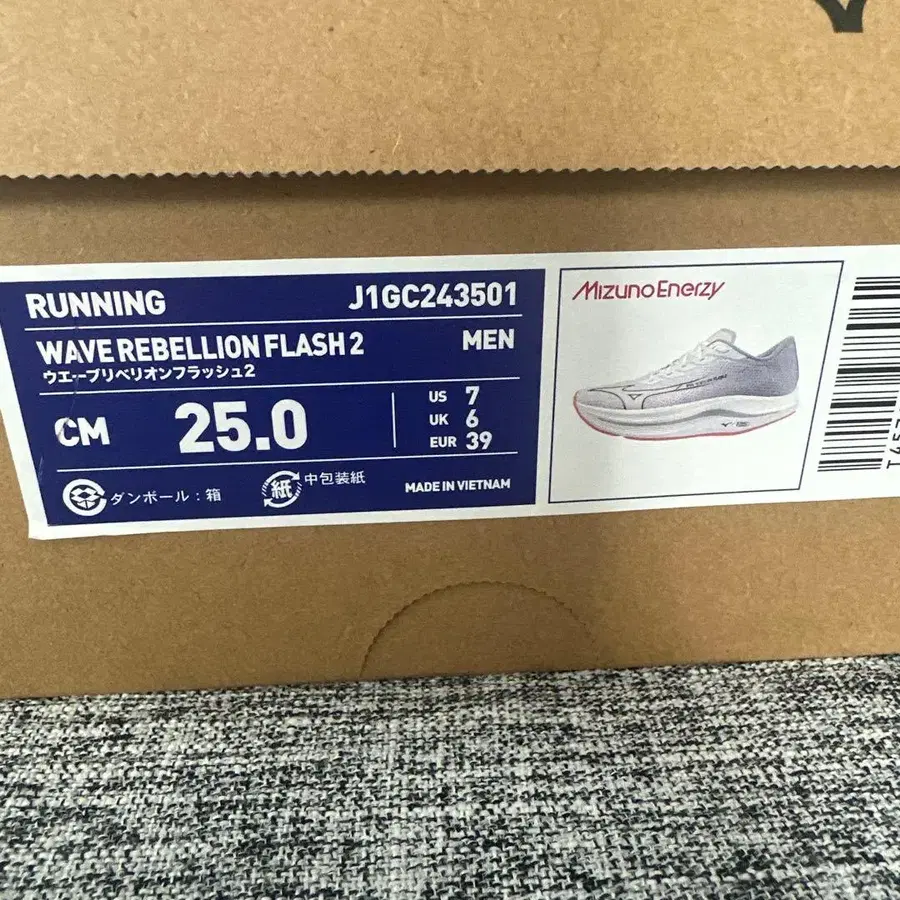 RUNNING
J1GC243501
WAVE REBELLION FLASH 2
MEN
ウエーブリベリオンフラッシュ2
CM 25.0
US 7
UK 6
EUR 39
ダンボール：箱
紙 中包装紙
MADE IN VIETNAM
Mizuno Enerzy